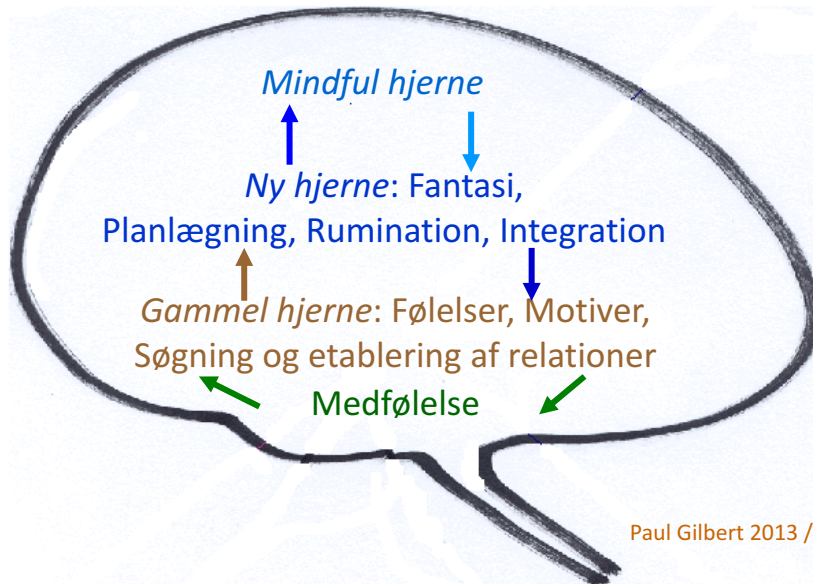 Mindful hjerne
Ny hjerne: Fantasi,
Planlægning, Rumination, Integration
Gammel hjerne: Følelser, Motiver,
Søgning og etablering af relationer
Medfølelse
Paul Gilbert 2013 /